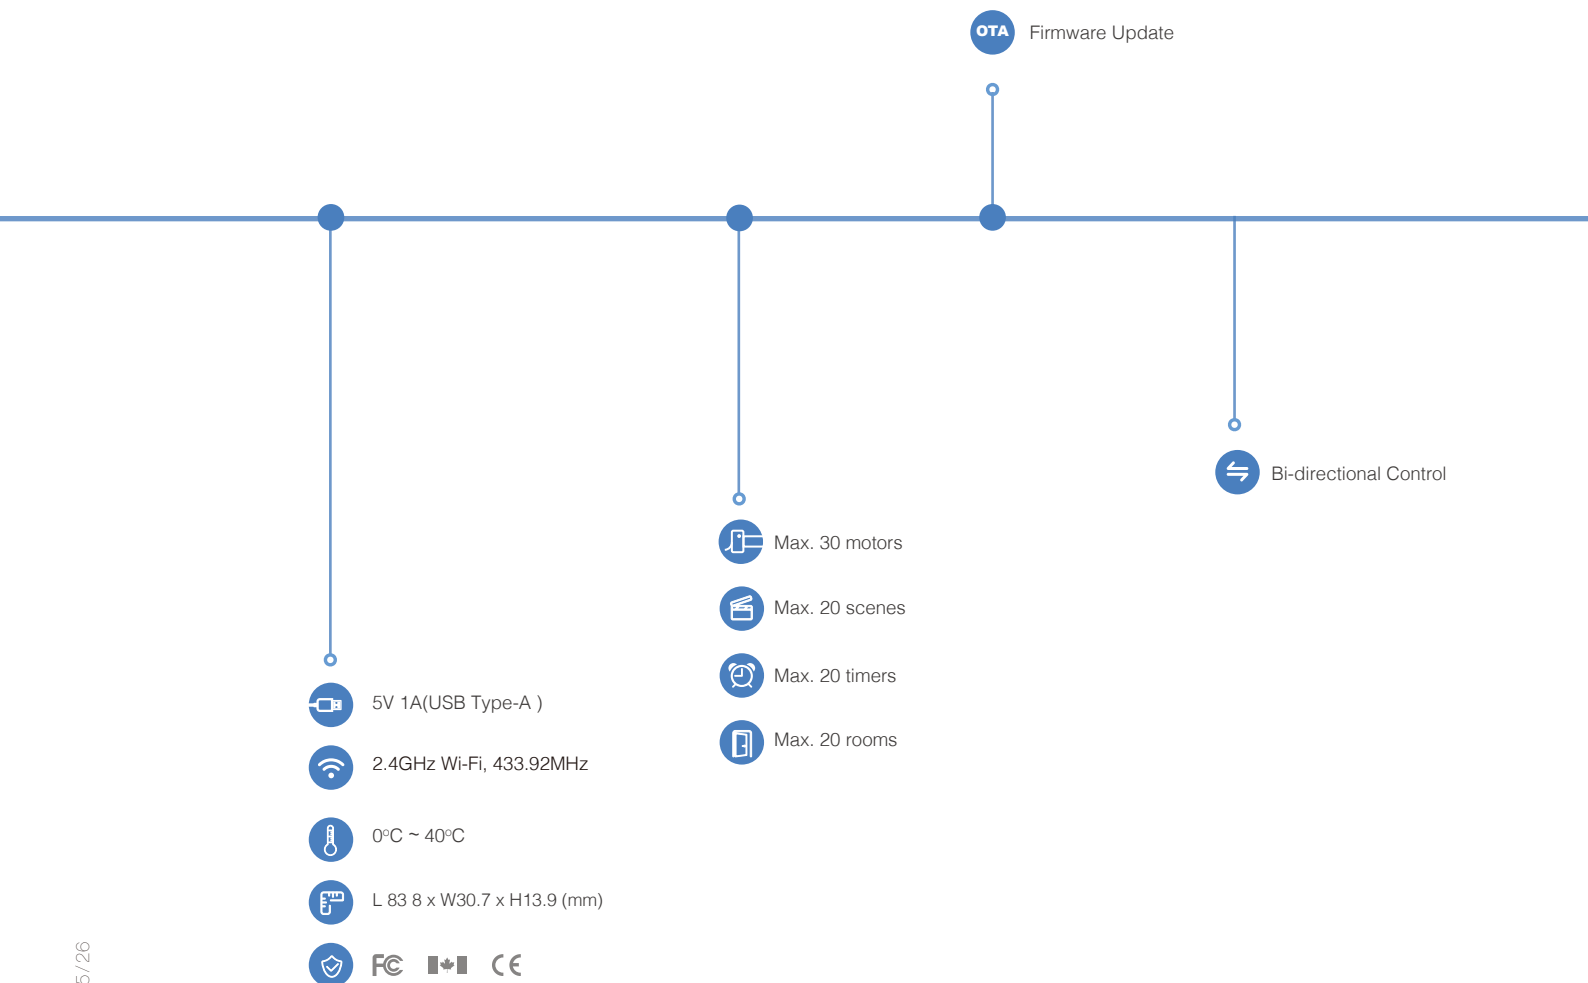 OTA Firmware Update
Bi-directional Control
Max. 30 motors
Max. 20 scenes
Max. 20 timers
Max. 20 rooms
5V 1A(USB Type-A )
2.4GHz Wi-Fi, 433.92MHz
0°C ~ 40°C
L 83 8 x W30.7 x H13.9 (mm)
FC CE
5/26